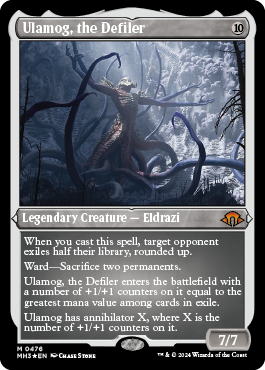 Ulamog, the Defiler 10
Legendary Creature — Eldrazi
When you cast this spell, target opponent
exiles half their library, rounded up.
Ward—Sacrifice two permanents.
Ulamog, the Defiler enters the battlefield with
a number of +1/+1 counters on it equal to the
greatest mana value among cards in exile.
Ulamog has annihilator X, where X is the
number of +1/+1 counters on it.
7/7
M 0476
MH3★EN CHASE STONE
™ & © 2024 Wizards of the Coast